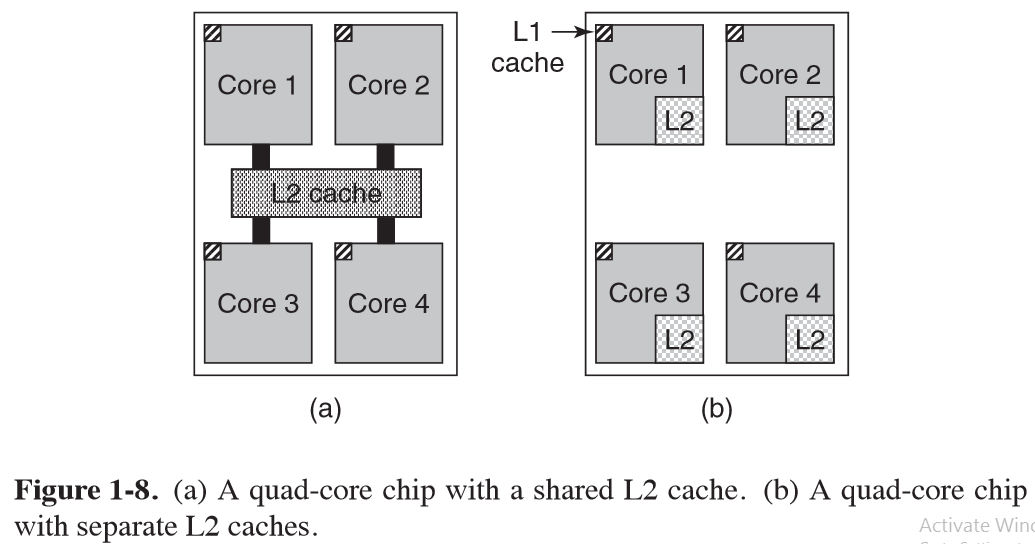 Core 1
Core 2
L2 cache
Core 3
Core 4
(a)
L1
cache
Core 1
L2
Core 2
L2
Core 3
L2
Core 4
L2
(b)
Figure 1-8. (a) A quad-core chip with a shared L2 cache. (b) A quad-core chip
with separate L2 caches.
Activate Wind